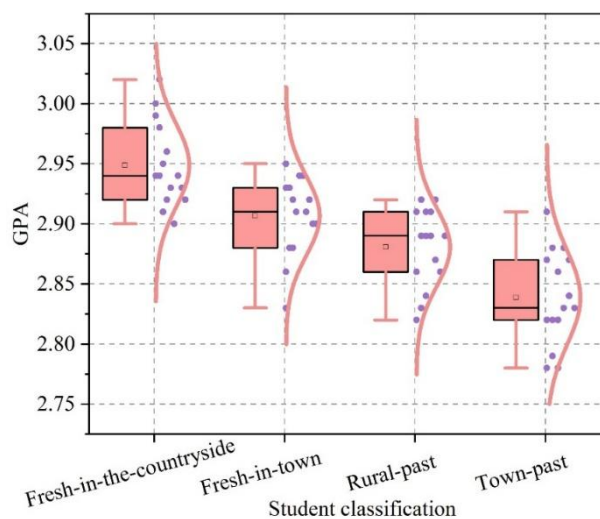 3.05
3.00
2.95
2.90
2.85
2.80
2.75
GPA
Fresh-in-the-countryside
Fresh-in-town
Rural-past
Town-past
Student classification